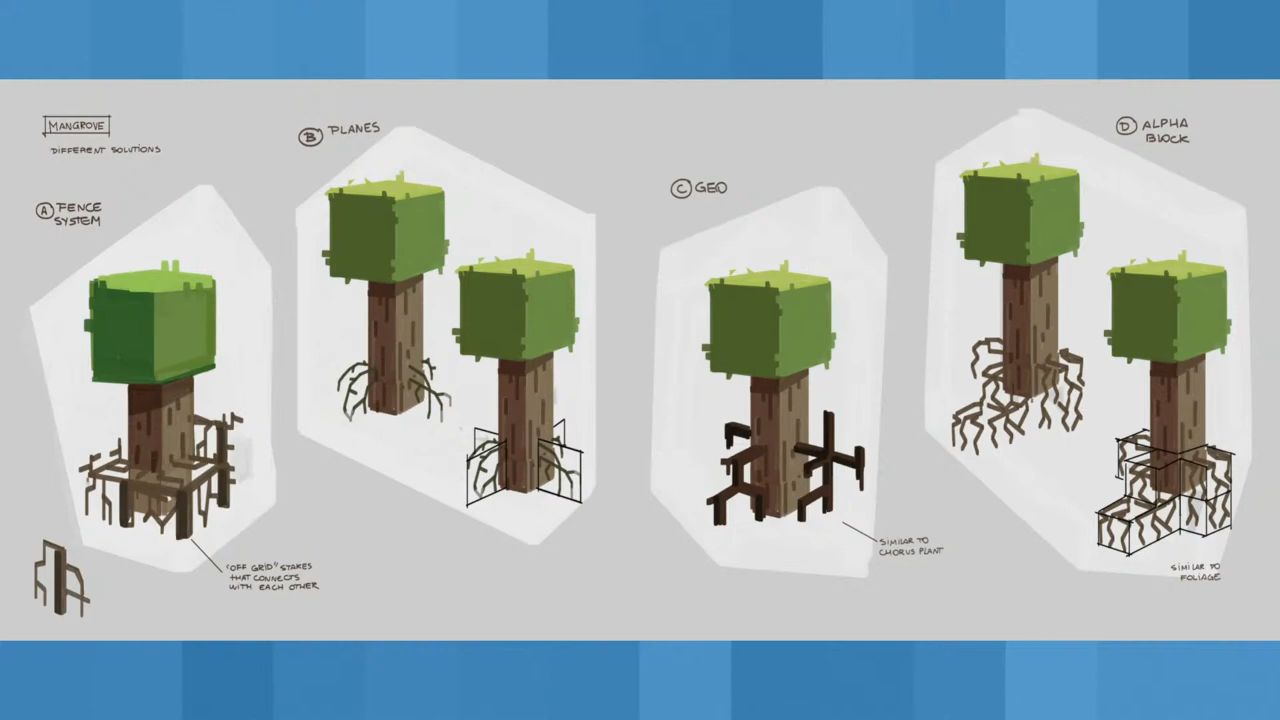 MANGROVE
DIFFERENT SOLUTIONS
A FENCE
SYSTEM
B PLANES
C GEO
D ALPHA
BLOCK
"OFF GRID" STAKES
THAT CONNECTS
WITH EACH OTHER
SIMILAR TO
CHORUS PLANT
SIMILAR TO
FOLIAGE